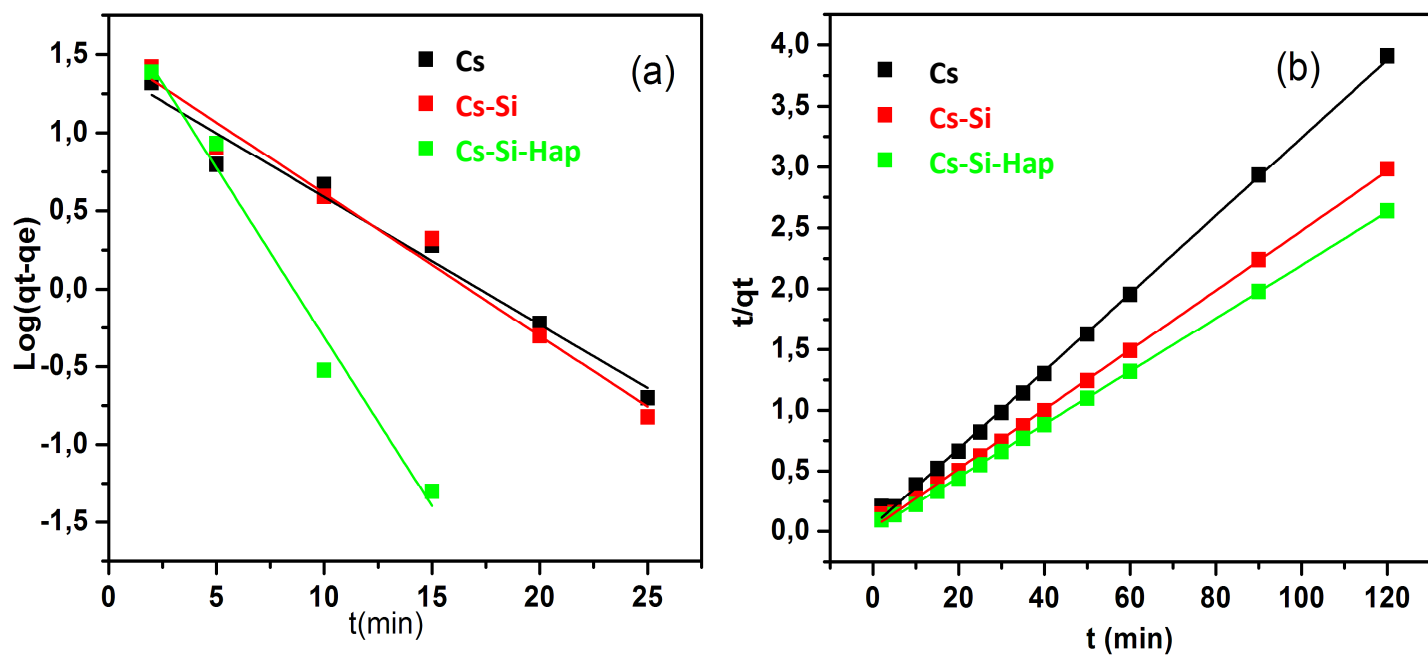 (a)
Cs
Cs-Si
Cs-Si-Hap
Log(qt-qe)
1,5
1,0
0,5
0,0
-0,5
-1,0
-1,5
0 5 10 15 20 25
t(min)
(b)
Cs
Cs-Si
Cs-Si-Hap
t/qt
4,0
3,5
3,0
2,5
2,0
1,5
1,0
0,5
0,0
0 20 40 60 80 100 120
t (min)